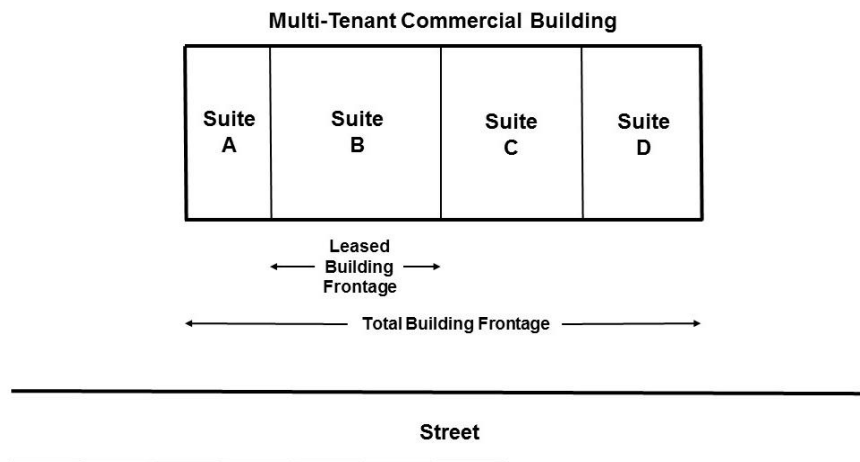 Multi-Tenant Commercial Building
Suite
A
Suite
B
Suite
C
Suite
D
Leased
Building
Frontage
Total Building Frontage
Street